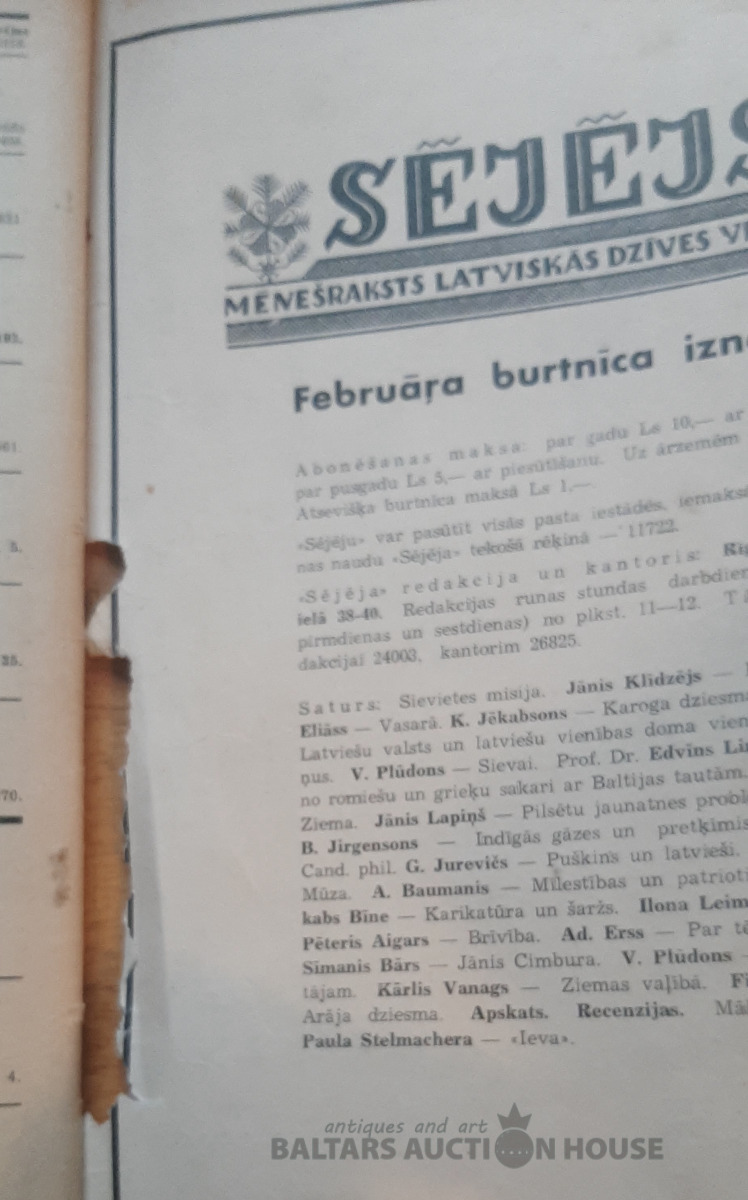 SĒJĒJS
MĒNEŠRAKSTS LATVISKĀS DZĪVES
Februāŗa burtnīca
Abonēšanas maksa: par gadu Ls 10,— ar
par pusgadu Ls 5,— ar piesūtīšanu. Uz ārzemēm
Atsevišķa burtnīca maksā Ls 1,—.
«Sējēju» var pasūtīt visās pasta iestādēs, iemaksā
nas naudu «Sējēja» tekošā rēķinā — 11722.
«Sējēja» redakcija un kantoris:
ielā 38-40. Redakcijas runas stundas darbdien
pirmdienas un sestdienas) no plkst. 11—12.
dakcijai 24003, kantorim 26825.
Saturs: Sievietes misija. Jānis Klīdzējs —
Eliāss — Vasarā. K. Jēkabsons — Karoga dziesma
Latviešu valsts un latviešu vienības doma vien
ņus. V. Plūdons — Sievai. Prof. Dr. Edvīns
no romiešu un grieķu sakari ar Baltijas tautām.
Ziema. Jānis Lapiņš — Pilsētu jaunatnes probl
B. Jirgensons — Indīgās gāzes un pretķīmis
Cand. phil. G. Jurevičs — Puškins un latvieši.
Mūza. A. Baumanis — Mīlestības un patrioti
kabs Bīne — Karikatūra un šaržs. Ilona Leim
Pēteris Aigars — Brīvība. Ad. Erss — Par
Sīmanis Bārs — Jānis Cimbura. V. Plūdons —
tājam. Kārlis Vanags — Ziemas vaļībā.
Arāja dziesma. Apskats. Recenzijas.
Paula Stelmachera — «Ieva».
5.
35.
70.
4.
antiques and art
BALTARS AUCTION HOUSE